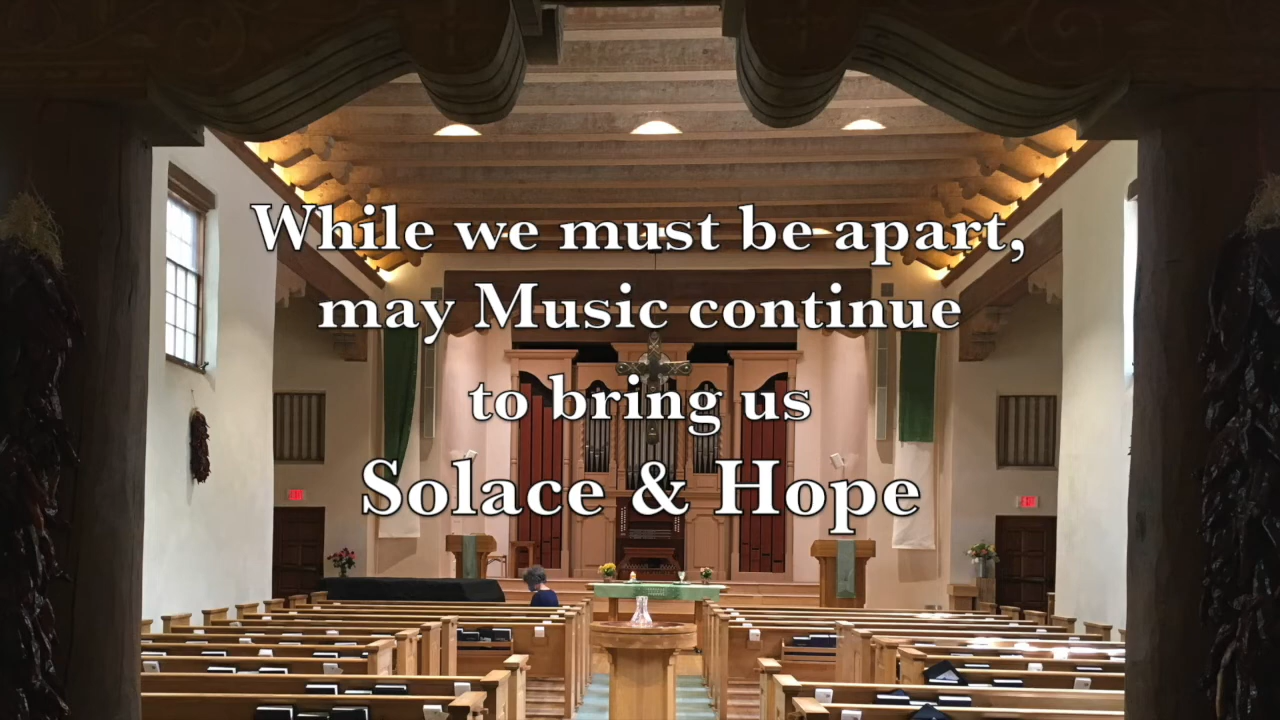 While we must be apart,
may Music continue
to bring us
Solace & Hope